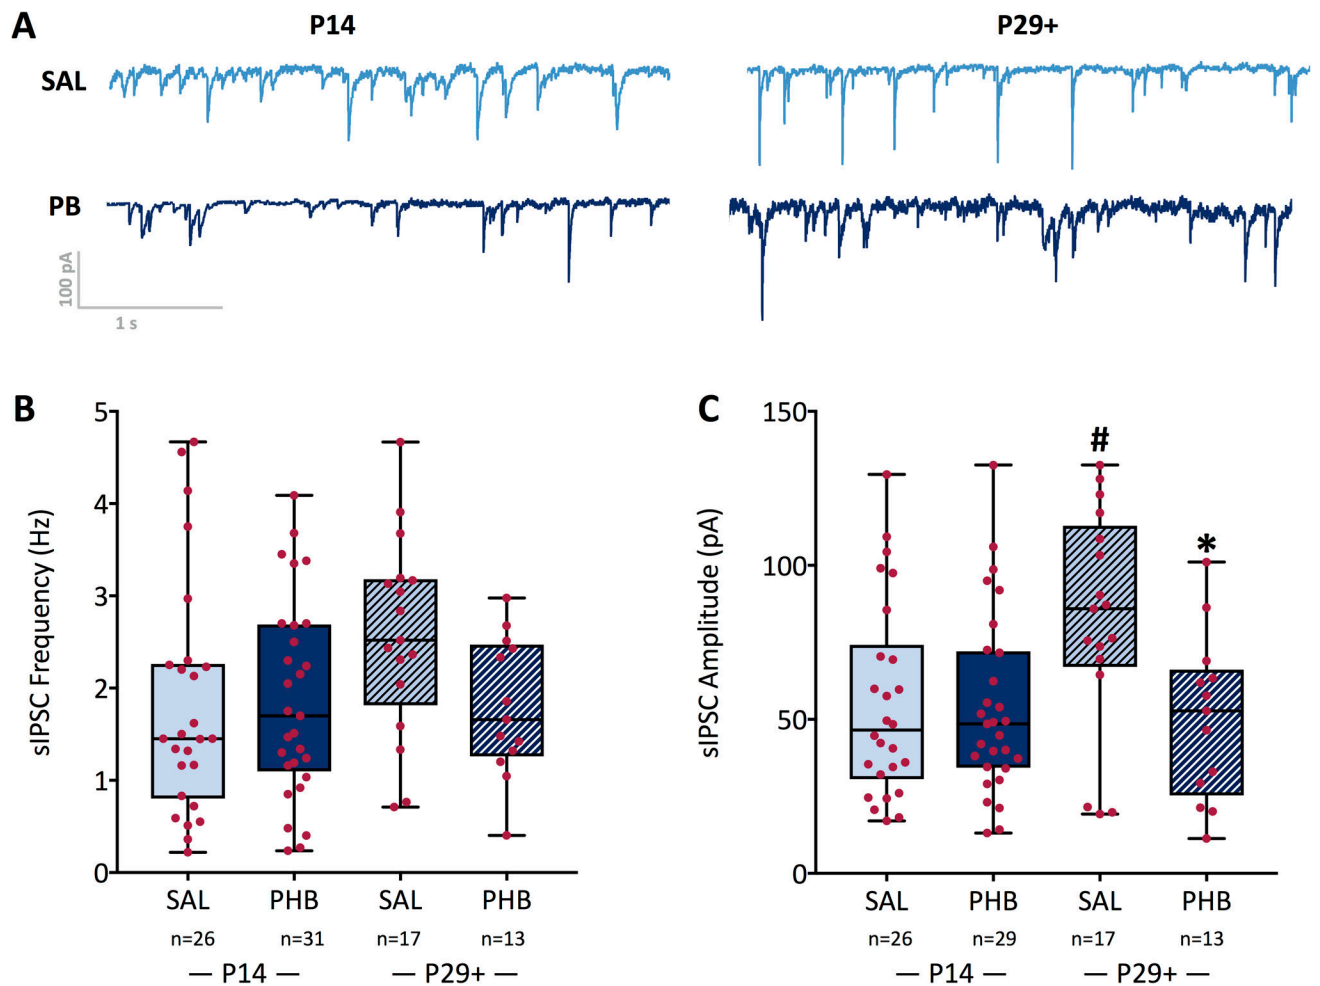 A
P14
P29+
SAL
PB
100 pA
1 s
B
sIPSC Frequency (Hz)
5
4
3
2
1
0
SAL PHB SAL PHB
n=26 n=31 n=17 n=13
— P14 — — P29+ —
C
sIPSC Amplitude (pA)
150
100
50
0
#
*
SAL PHB SAL PHB
n=26 n=29 n=17 n=13
— P14 — — P29+ —